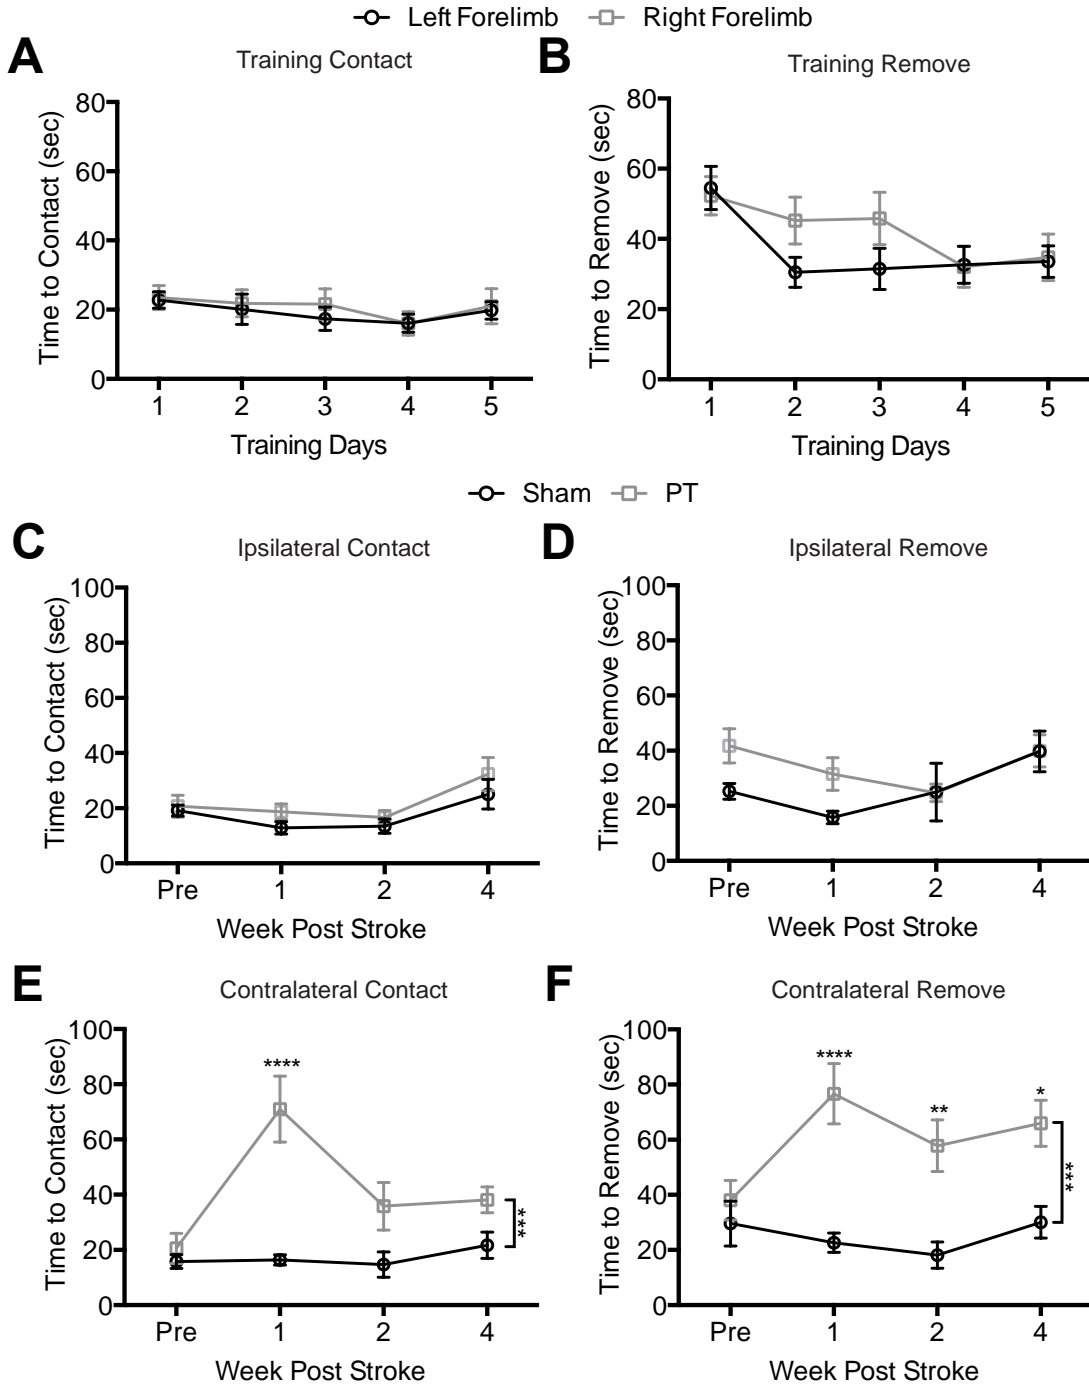 Left Forelimb Right Forelimb
A Training Contact
Time to Contact (sec)
80
60
40
20
0
1 2 3 4 5
Training Days
B Training Remove
Time to Remove (sec)
80
60
40
20
0
1 2 3 4 5
Training Days
Sham PT
C Ipsilateral Contact
Time to Contact (sec)
100
80
60
40
20
0
Pre 1 2 4
Week Post Stroke
D Ipsilateral Remove
Time to Remove (sec)
100
80
60
40
20
0
Pre 1 2 4
Week Post Stroke
E Contralateral Contact
Time to Contact (sec)
100
80
60
40
20
0
****
***
Pre 1 2 4
Week Post Stroke
F Contralateral Remove
Time to Remove (sec)
100
80
60
40
20
0
****
**
*
***
Pre 1 2 4
Week Post Stroke